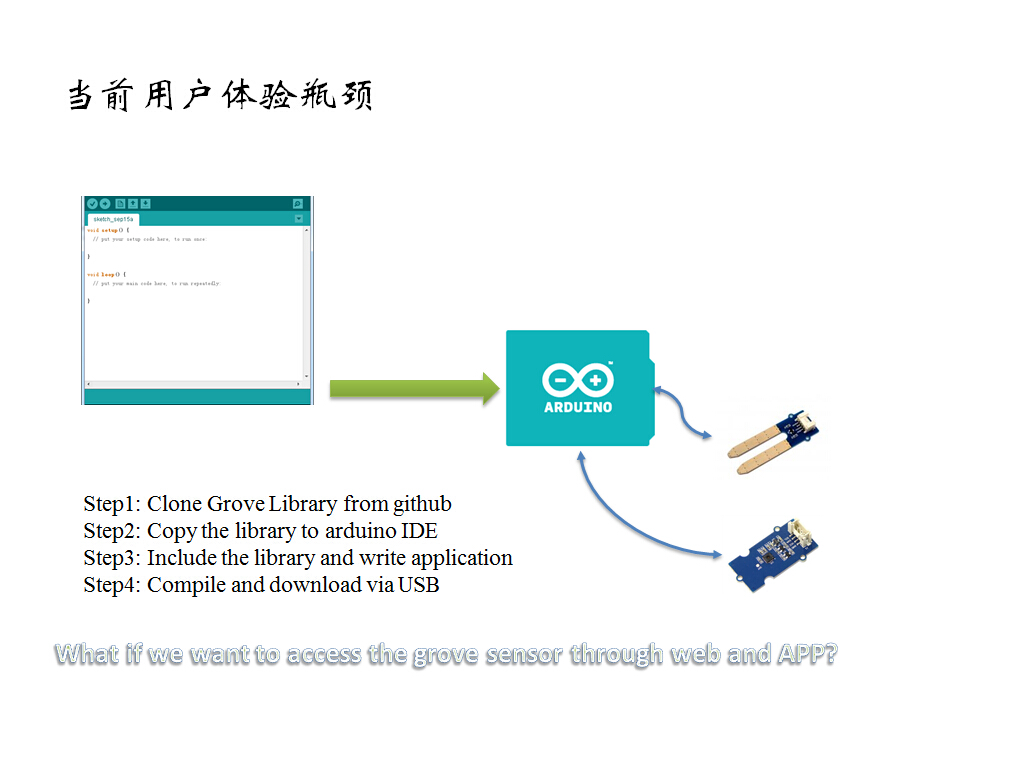 当前用户体验瓶颈
sketch_sep15a
void setup() {
// put your setup code here, to run once:
}
void loop() {
// put your main code here, to run repeatedly:
}
ARDUINO
TM
Step1: Clone Grove Library from github
Step2: Copy the library to arduino IDE
Step3: Include the library and write application
Step4: Compile and download via USB
What if we want to access the grove sensor through web and APP?